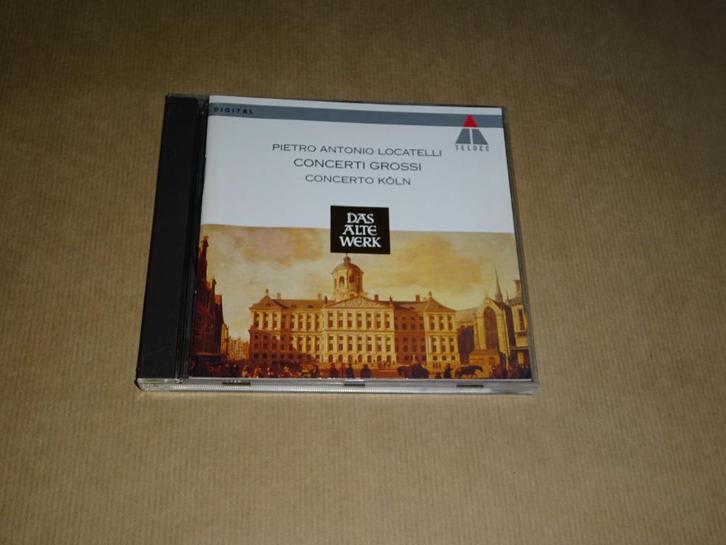 DIGITAL
TELDEC
PIETRO ANTONIO LOCATELLI
CONCERTI GROSSI
CONCERTO KÖLN
DAS
ALTE
WERK